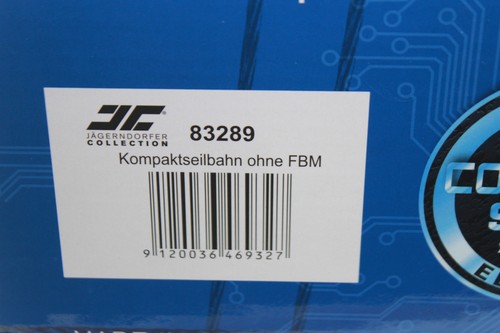 JC
JÄGERNDORFER
COLLECTION
®
83289
Kompaktseilbahn ohne FBM
9 120036 469327